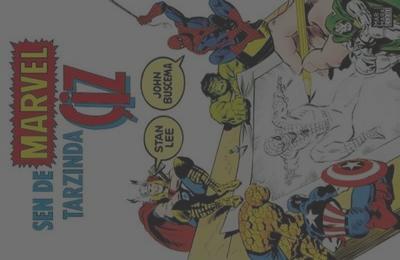 SEN DE
MARVEL
TARZINDA
ÇİZ
STAN
LEE
JOHN
BUSCEMA